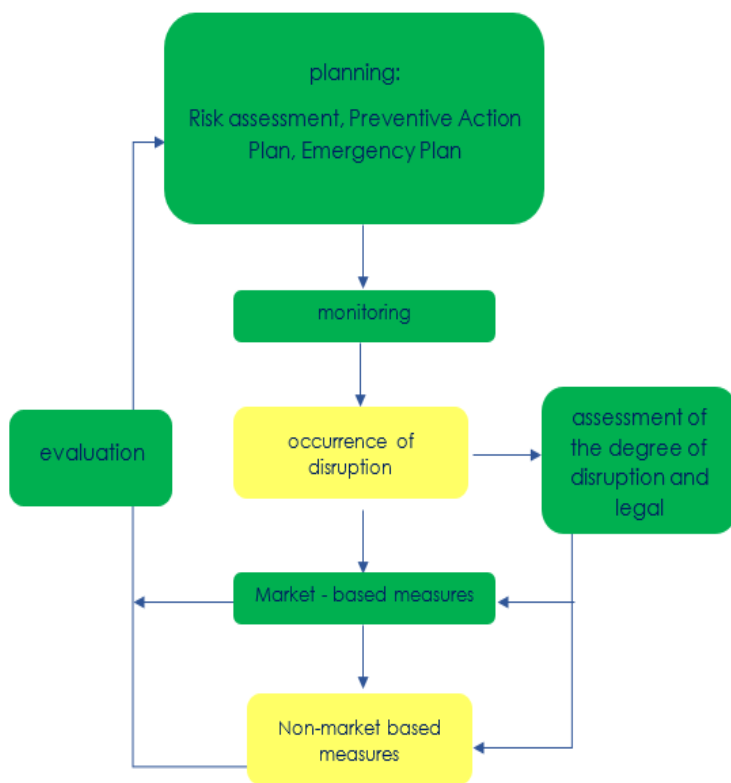 planning:
Risk assessment, Preventive Action
Plan, Emergency Plan
monitoring
occurrence of
disruption
assessment of
the degree of
disruption and
legal
evaluation
Market - based measures
Non-market based
measures